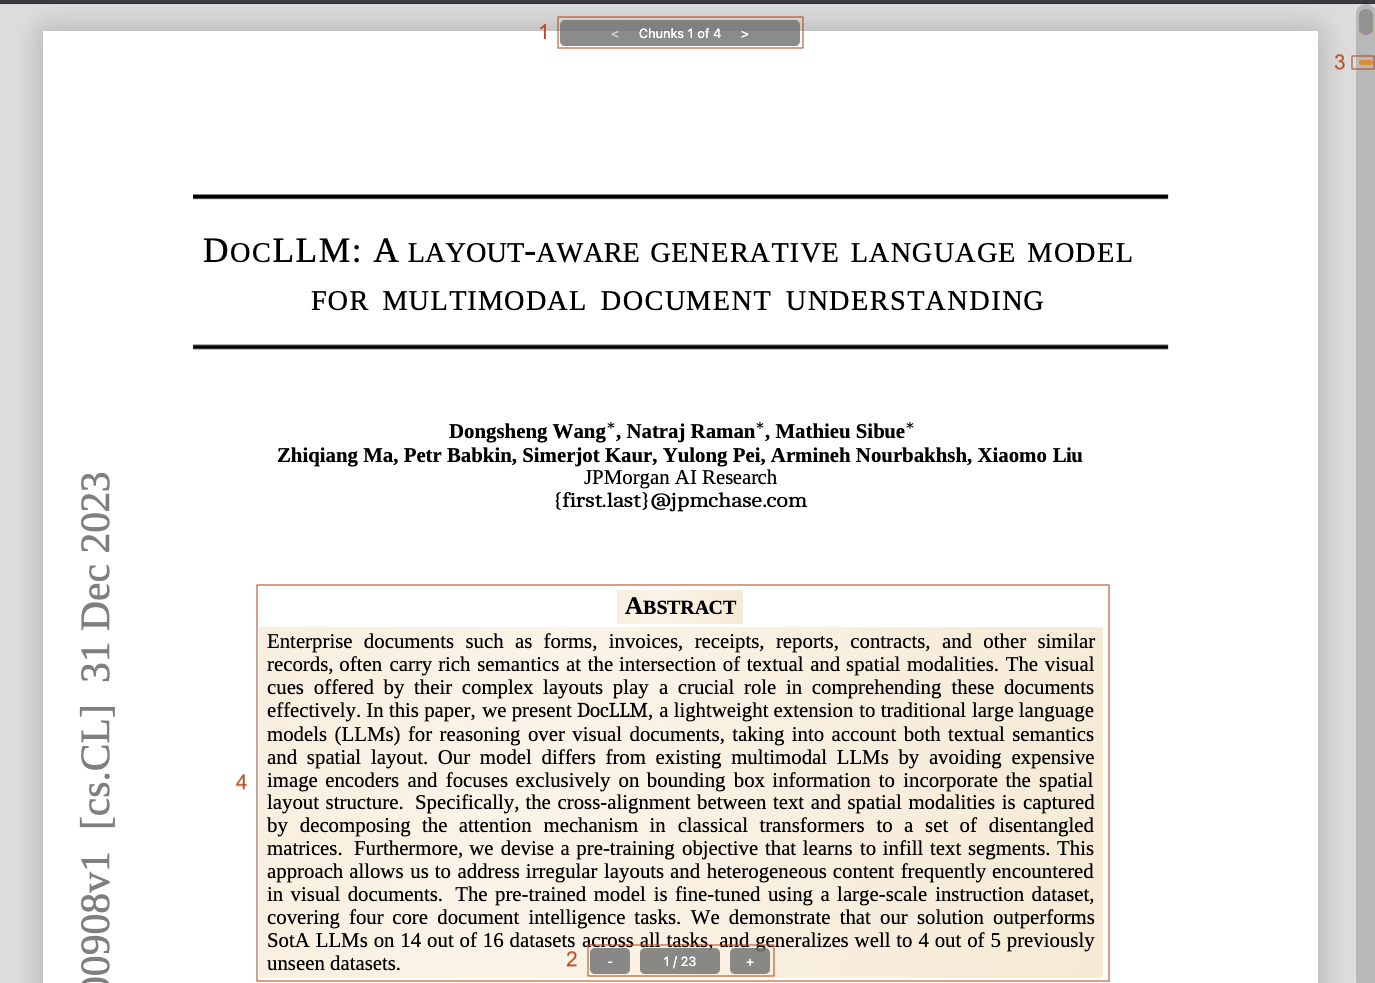 1
< Chunks 1 of 4 >
3
DOCLLM: A LAYOUT-AWARE GENERATIVE LANGUAGE MODEL
FOR MULTIMODAL DOCUMENT UNDERSTANDING
Dongsheng Wang*, Natraj Raman*, Mathieu Sibue*
Zhiqiang Ma, Petr Babkin, Simerjot Kaur, Yulong Pei, Armineh Nourbakhsh, Xiaomo Liu
JPMorgan AI Research
{first.last}@jpmchase.com
00908v1 [cs.CL] 31 Dec 2023
ABSTRACT
Enterprise documents such as forms, invoices, receipts, reports, contracts, and other similar
records, often carry rich semantics at the intersection of textual and spatial modalities. The visual
cues offered by their complex layouts play a crucial role in comprehending these documents
effectively. In this paper, we present DocLLM, a lightweight extension to traditional large language
models (LLMs) for reasoning over visual documents, taking into account both textual semantics
and spatial layout. Our model differs from existing multimodal LLMs by avoiding expensive
4
image encoders and focuses exclusively on bounding box information to incorporate the spatial
layout structure. Specifically, the cross-alignment between text and spatial modalities is captured
by decomposing the attention mechanism in classical transformers to a set of disentangled
matrices. Furthermore, we devise a pre-training objective that learns to infill text segments. This
approach allows us to address irregular layouts and heterogeneous content frequently encountered
in visual documents. The pre-trained model is fine-tuned using a large-scale instruction dataset,
covering four core document intelligence tasks. We demonstrate that our solution outperforms
SotA LLMs on 14 out of 16 datasets across all tasks, and generalizes well to 4 out of 5 previously
unseen datasets.
2
- 1 / 23 +